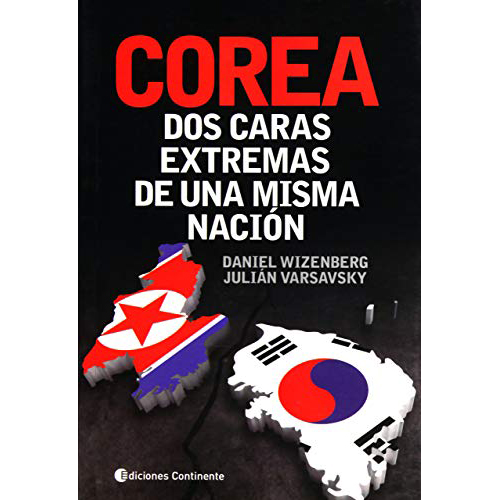 COREA
DOS CARAS
EXTREMAS
DE UNA MISMA
NACIÓN
DANIEL WIZENBERG
JULIÁN VARSAVSKY
Ediciones Continente